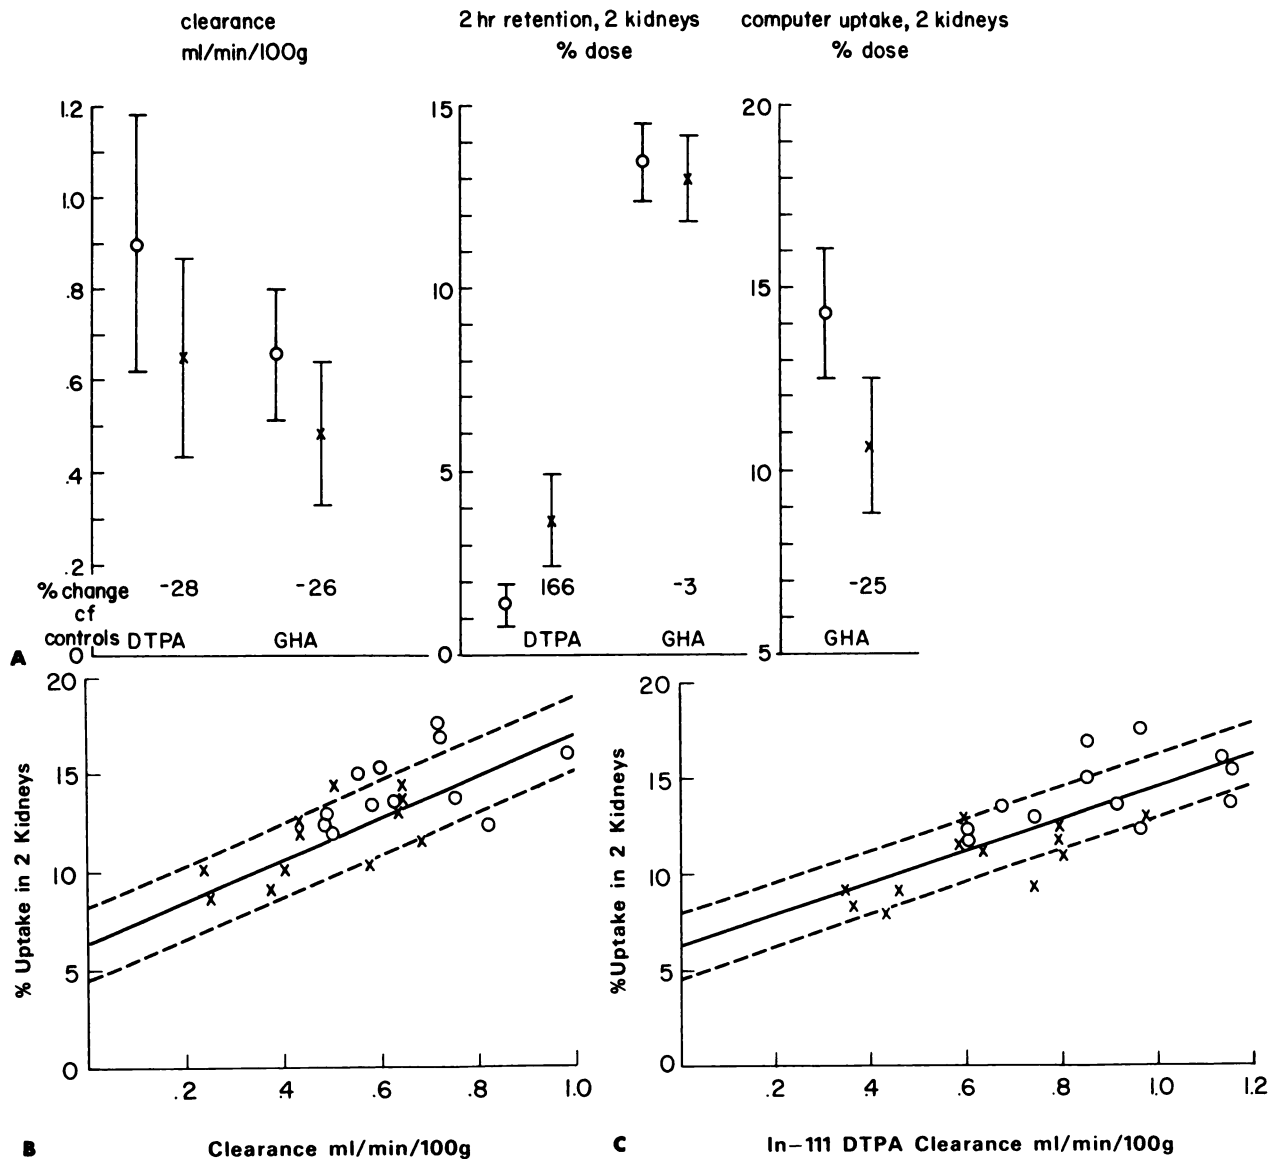 clearance
ml/min/100g
2 hr retention, 2 kidneys
% dose
computer uptake, 2 kidneys
% dose
1.2
1.0
.8
.6
.4
.2
0
15
10
5
0
20
15
10
5
% change
cf
controls
-28
-26
166
-3
-25
DTPA
GHA
DTPA
GHA
GHA
A
20
15
10
5
0
% Uptake in 2 Kidneys
.2
.4
.6
.8
1.0
B
Clearance ml/min/100g
20
15
10
5
0
%Uptake in 2 Kidneys
.2
.4
.6
.8
1.0
1.2
C
In-111 DTPA Clearance ml/min/100g